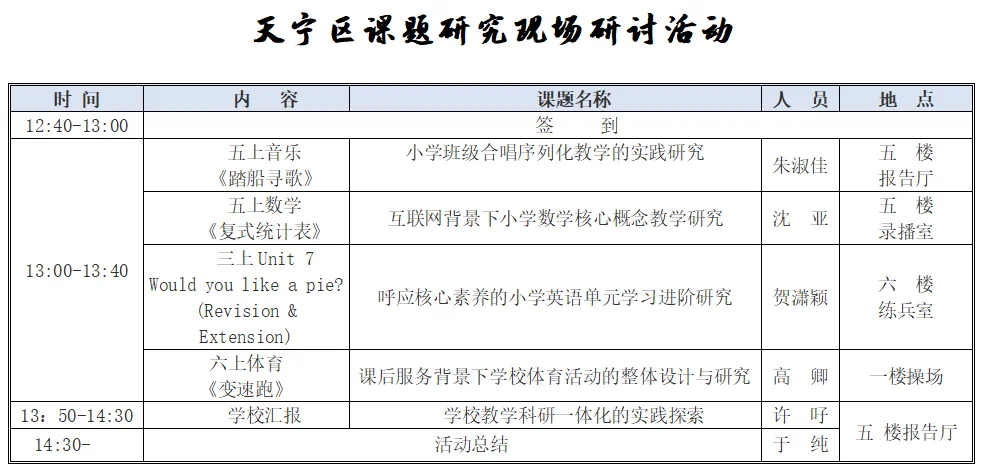 天宁区课题研究现场研讨活动
时 间 内 容 课题名称 人 员 地 点
12:40-13:00 签 到
13:00-13:40
五上音乐
《踏船寻歌》
小学班级合唱序列化教学的实践研究
朱淑佳
五 楼
报告厅
五上数学
《复式统计表》
互联网背景下小学数学核心概念教学研究
沈 亚
五 楼
录播室
三上Unit 7
Would you like a pie?
(Revision &
Extension)
呼应核心素养的小学英语单元学习进阶研究
贺潇颖
六 楼
练兵室
六上体育
《变速跑》
课后服务背景下学校体育活动的整体设计与研究
高 卿
一楼操场
13：50-14:30 学校汇报 学校教学科研一体化的实践探索 许 吁
14:30- 活动总结 于 纯
五 楼报告厅